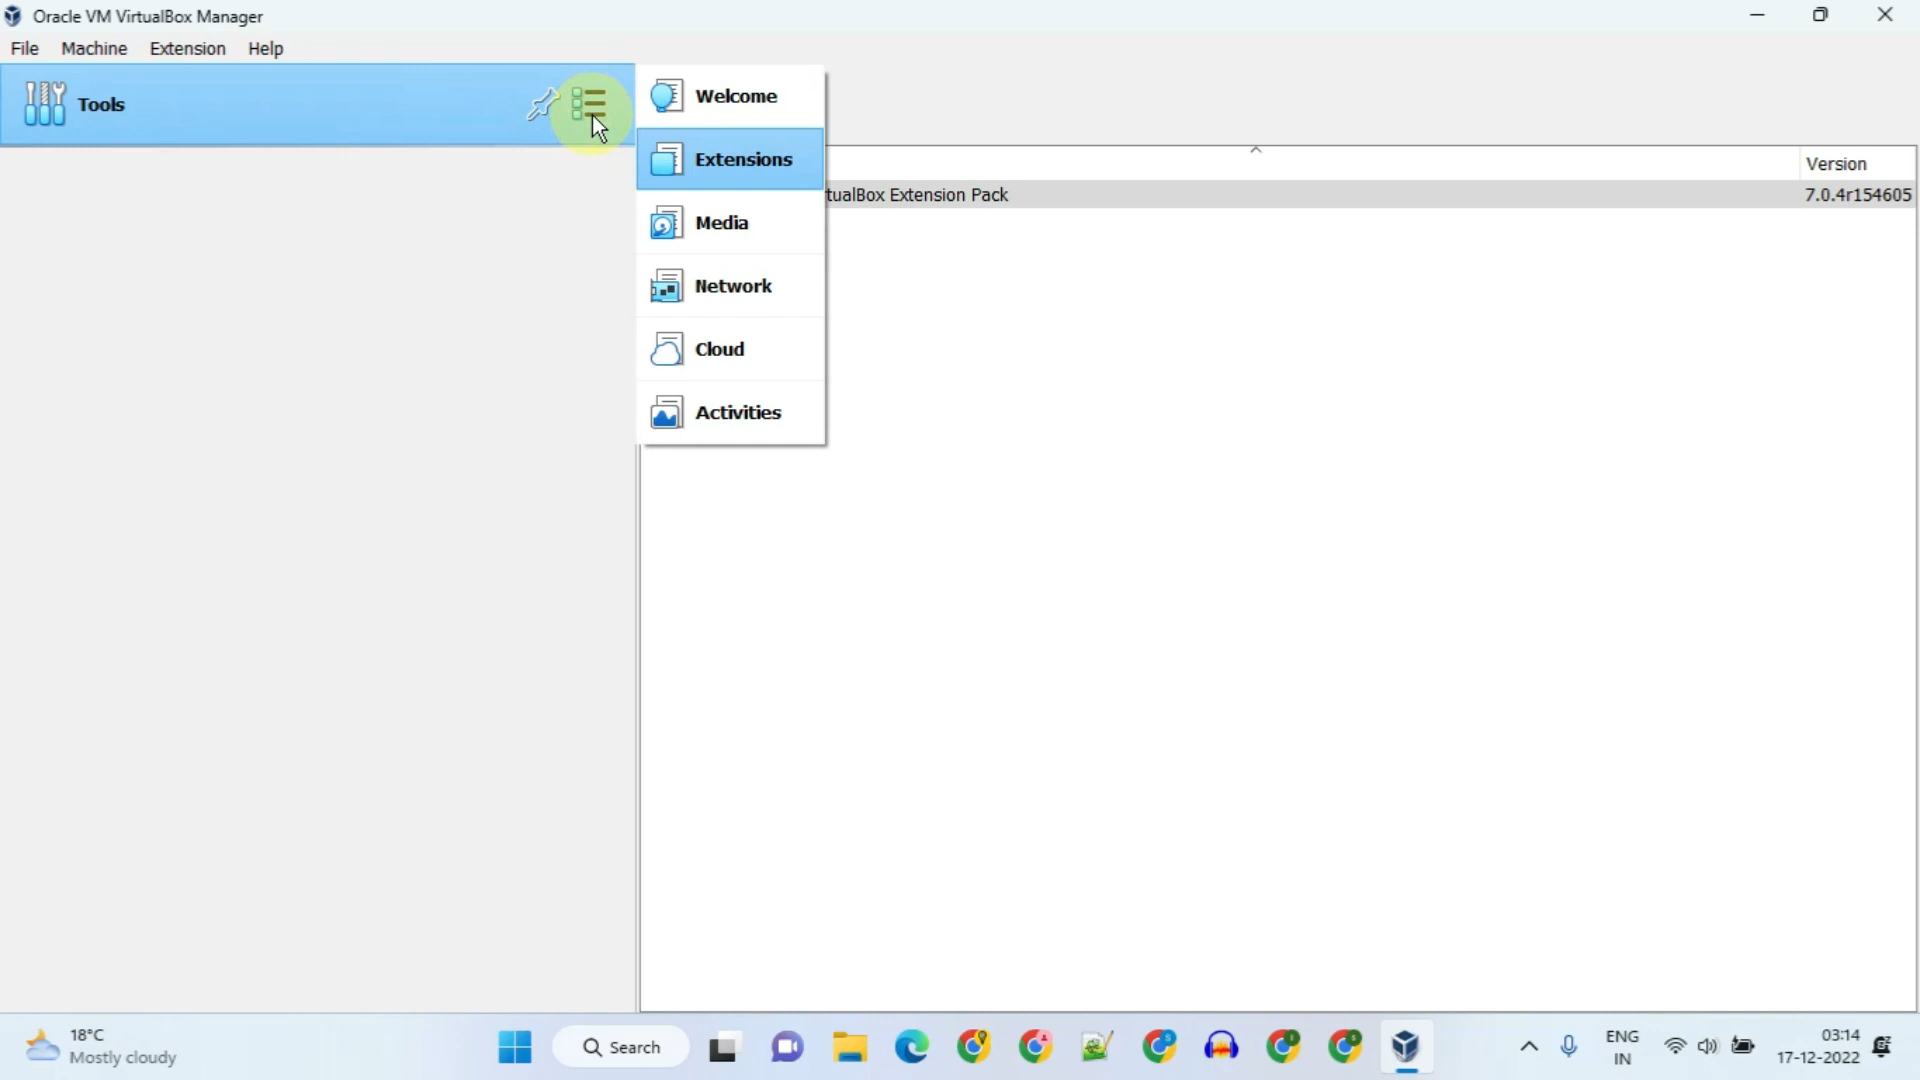 Oracle VM VirtualBox Manager
File Machine Extension Help
Tools
Welcome
Extensions
Media
Network
Cloud
Activities
Version
tualBox Extension Pack 7.0.4r154605
18°C
Mostly cloudy
Search
ENG
IN
03:14
17-12-2022